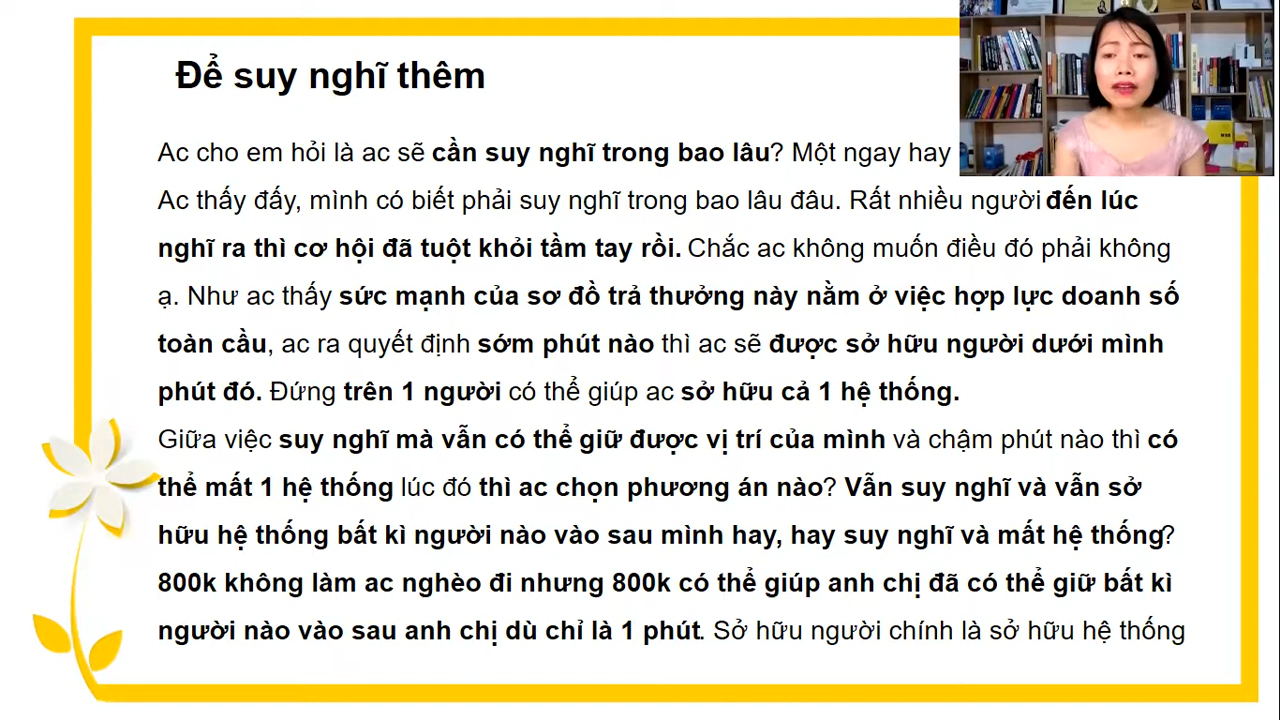 Để suy nghĩ thêm
Ac cho em hỏi là ac sẽ cần suy nghĩ trong bao lâu? Một ngay hay
Ac thấy đấy, mình có biết phải suy nghĩ trong bao lâu đâu. Rất nhiều người đến lúc
nghĩ ra thì cơ hội đã tuột khỏi tầm tay rồi. Chắc ac không muốn điều đó phải không
ạ. Như ac thấy sức mạnh của sơ đồ trả thưởng này nằm ở việc hợp lực doanh số
toàn cầu, ac ra quyết định sớm phút nào thì ac sẽ được sở hữu người dưới mình
phút đó. Đứng trên 1 người có thể giúp ac sở hữu cả 1 hệ thống.
Giữa việc suy nghĩ mà vẫn có thể giữ được vị trí của mình và chậm phút nào thì có
thể mất 1 hệ thống lúc đó thì ac chọn phương án nào? Vẫn suy nghĩ và vẫn sở
hữu hệ thống bất kì người nào vào sau mình hay, hay suy nghĩ và mất hệ thống?
800k không làm ac nghèo đi nhưng 800k có thể giúp anh chị đã có thể giữ bất kì
người nào vào sau anh chị dù chỉ là 1 phút. Sở hữu người chính là sở hữu hệ thống